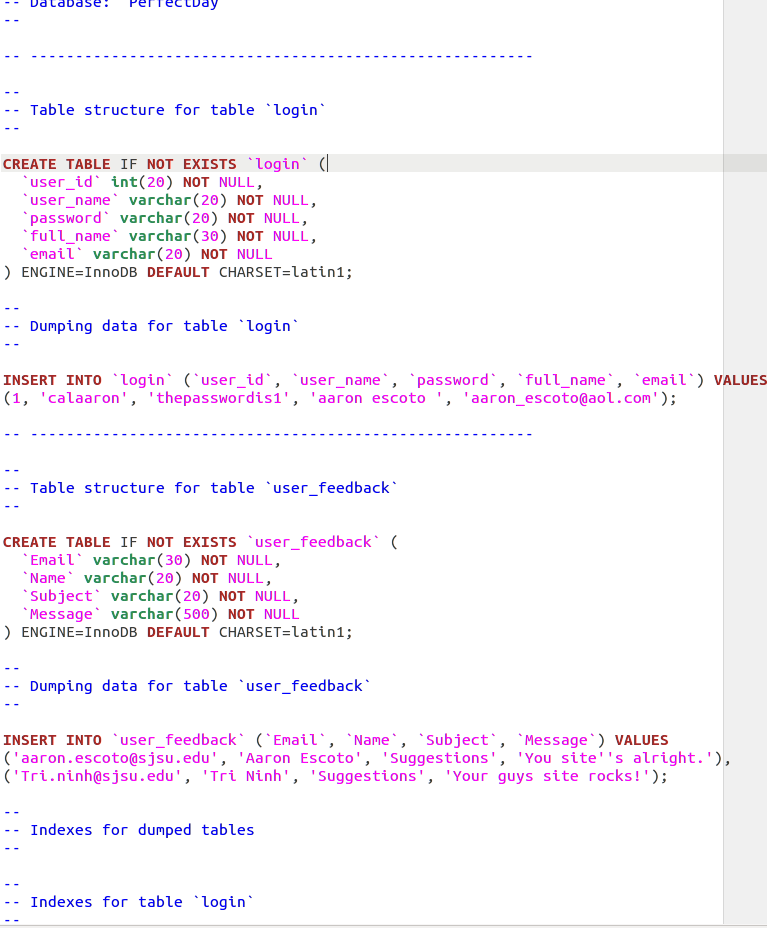 -- Database: `PerfectDay`
--
-- --------------------------------------------------------
--
-- Table structure for table `login`
--
CREATE TABLE IF NOT EXISTS `login` (
  `user_id` int(20) NOT NULL,
  `user_name` varchar(20) NOT NULL,
  `password` varchar(20) NOT NULL,
  `full_name` varchar(30) NOT NULL,
  `email` varchar(20) NOT NULL
) ENGINE=InnoDB DEFAULT CHARSET=latin1;
--
-- Dumping data for table `login`
--
INSERT INTO `login` (`user_id`, `user_name`, `password`, `full_name`, `email`) VALUES
(1, 'calaaron', 'thepasswordis1', 'aaron escoto ', 'aaron_escoto@aol.com');
-- --------------------------------------------------------
--
-- Table structure for table `user_feedback`
--
CREATE TABLE IF NOT EXISTS `user_feedback` (
  `Email` varchar(30) NOT NULL,
  `Name` varchar(20) NOT NULL,
  `Subject` varchar(20) NOT NULL,
  `Message` varchar(500) NOT NULL
) ENGINE=InnoDB DEFAULT CHARSET=latin1;
--
-- Dumping data for table `user_feedback`
--
INSERT INTO `user_feedback` (`Email`, `Name`, `Subject`, `Message`) VALUES
('aaron.escoto@sjsu.edu', 'Aaron Escoto', 'Suggestions', 'You site''s alright.'),
('Tri.ninh@sjsu.edu', 'Tri Ninh', 'Suggestions', 'Your guys site rocks!');
--
-- Indexes for dumped tables
--
--
-- Indexes for table `login`
--